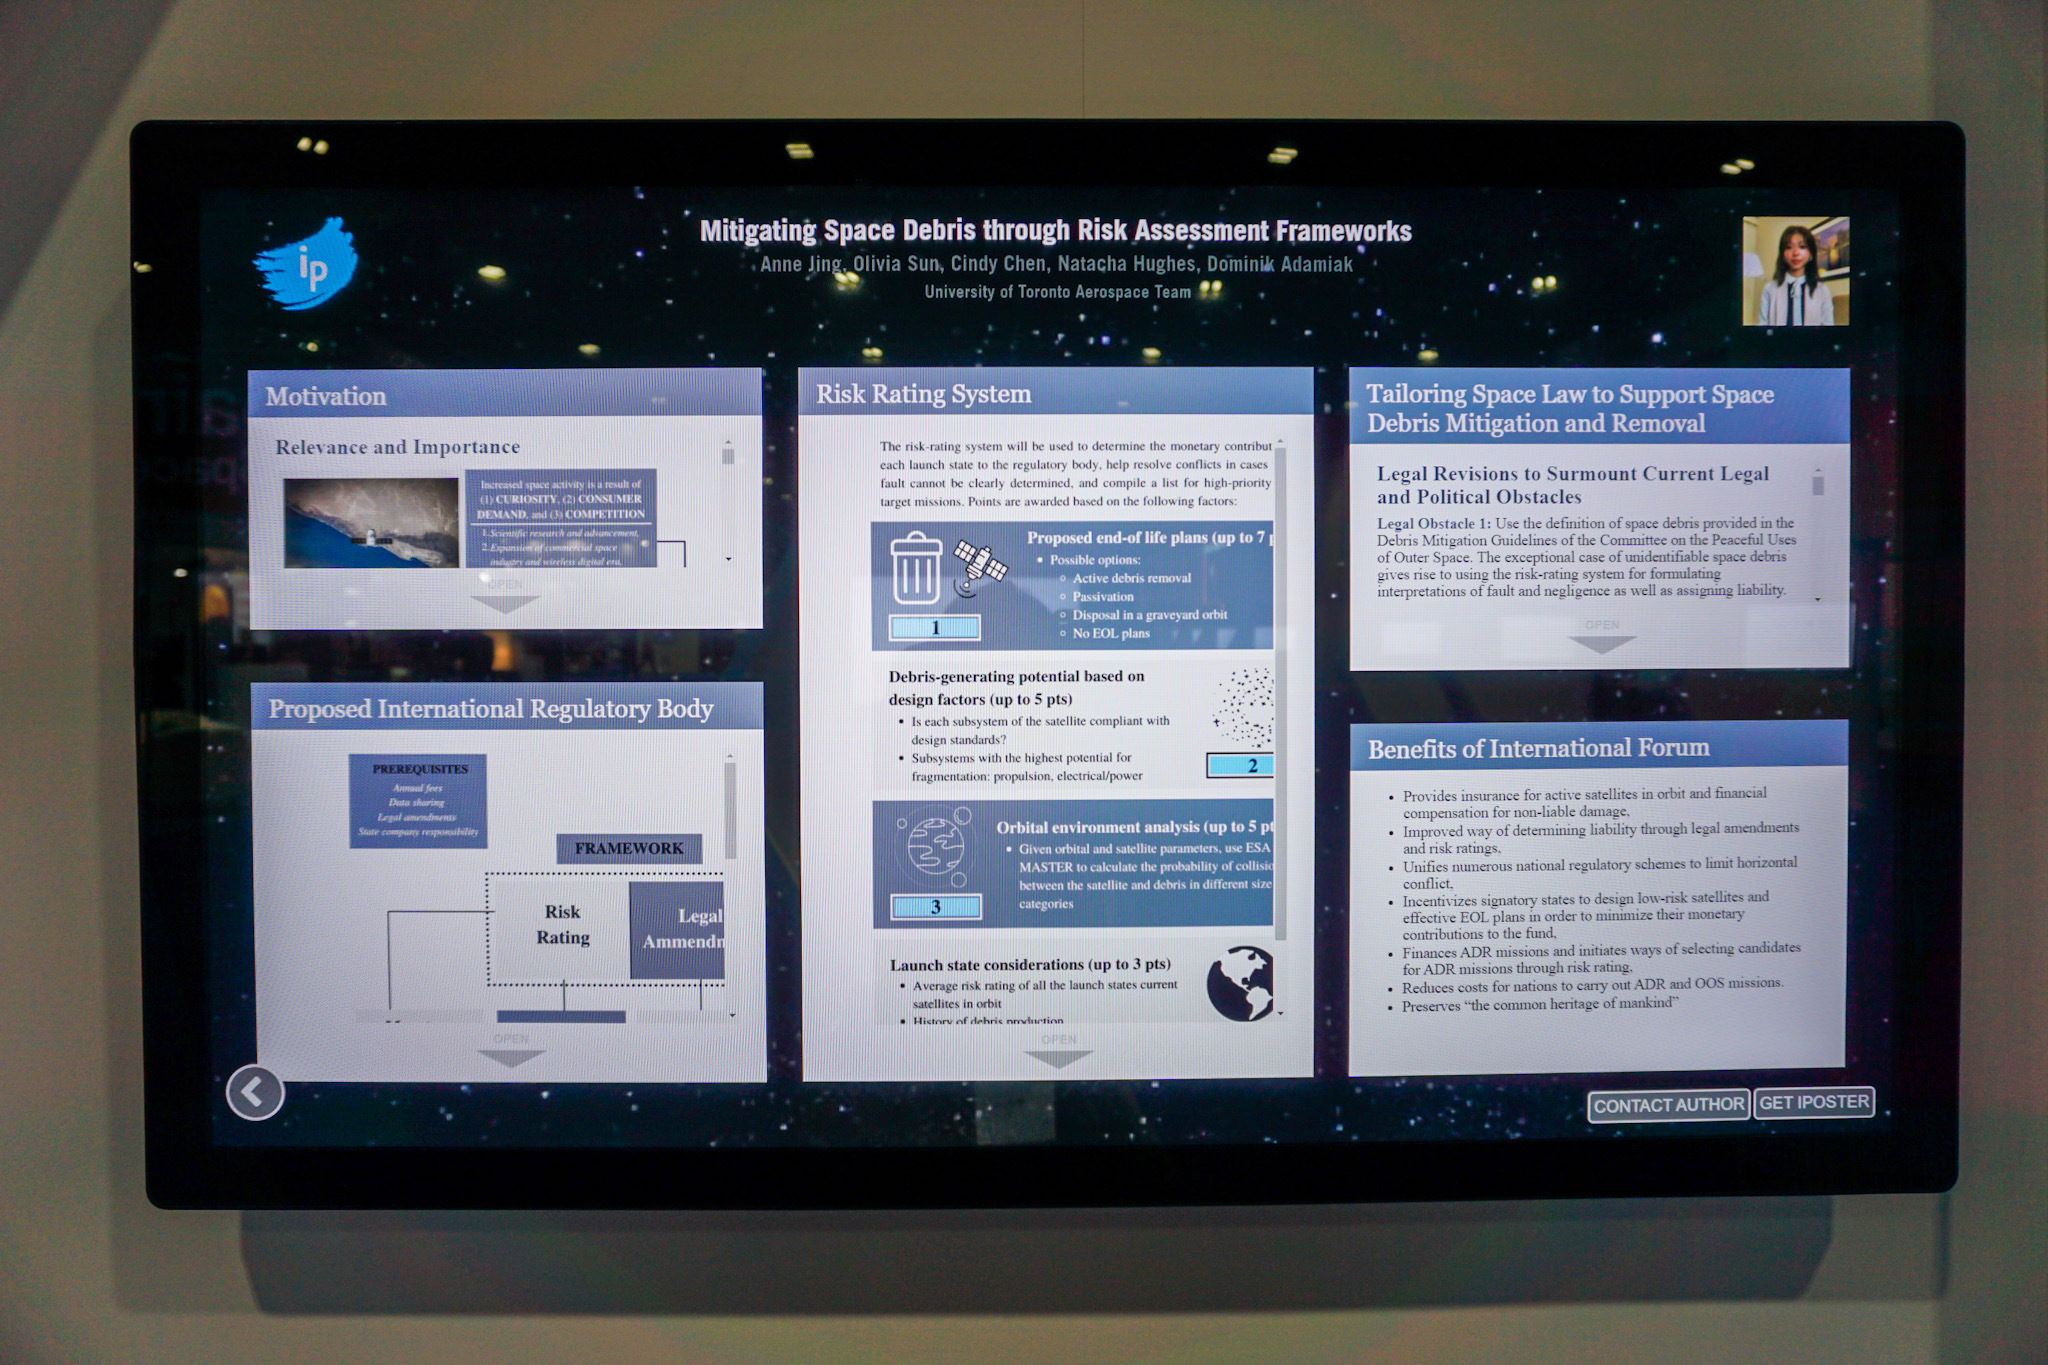 ip
Mitigating Space Debris through Risk Assessment Frameworks
Anne Jing, Olivia Sun, Cindy Chen, Natacha Hughes, Dominik Adamiak
University of Toronto Aerospace Team
Motivation
Relevance and Importance
Increased space activity is a result of
(1) CURIOSITY, (2) CONSUMER
DEMAND, and (3) COMPETITION
1. Scientific research and advancement,
2. Expansion of commercial space
industry and wireless digital era,
OPEN
Proposed International Regulatory Body
PREREQUISITES
Annual fees
Data sharing
Legal amendments
State company responsibility
FRAMEWORK
Risk
Rating
Legal
Ammendn
OPEN
Risk Rating System
The risk-rating system will be used to determine the monetary contribut
each launch state to the regulatory body, help resolve conflicts in cases
fault cannot be clearly determined, and compile a list for high-priority
target missions. Points are awarded based on the following factors:
Proposed end-of life plans (up to 7 p
• Possible options:
○ Active debris removal
○ Passivation
○ Disposal in a graveyard orbit
○ No EOL plans
1
Debris-generating potential based on
design factors (up to 5 pts)
• Is each subsystem of the satellite compliant with
design standards?
• Subsystems with the highest potential for
fragmentation: propulsion, electrical/power
2
Orbital environment analysis (up to 5 pt
• Given orbital and satellite parameters, use ESA
MASTER to calculate the probability of collisio
between the satellite and debris in different size
categories
3
Launch state considerations (up to 3 pts)
• Average risk rating of all the launch states current
satellites in orbit
• History of debris production
OPEN
Tailoring Space Law to Support Space
Debris Mitigation and Removal
Legal Revisions to Surmount Current Legal
and Political Obstacles
Legal Obstacle 1: Use the definition of space debris provided in the
Debris Mitigation Guidelines of the Committee on the Peaceful Uses
of Outer Space. The exceptional case of unidentifiable space debris
gives rise to using the risk-rating system for formulating
interpretations of fault and negligence as well as assigning liability.
OPEN
Benefits of International Forum
• Provides insurance for active satellites in orbit and financial
compensation for non-liable damage,
• Improved way of determining liability through legal amendments
and risk ratings,
• Unifies numerous national regulatory schemes to limit horizontal
conflict,
• Incentivizes signatory states to design low-risk satellites and
effective EOL plans in order to minimize their monetary
contributions to the fund,
• Finances ADR missions and initiates ways of selecting candidates
for ADR missions through risk rating,
• Reduces costs for nations to carry out ADR and OOS missions.
• Preserves “the common heritage of mankind”
CONTACT AUTHOR
GET IPOSTER